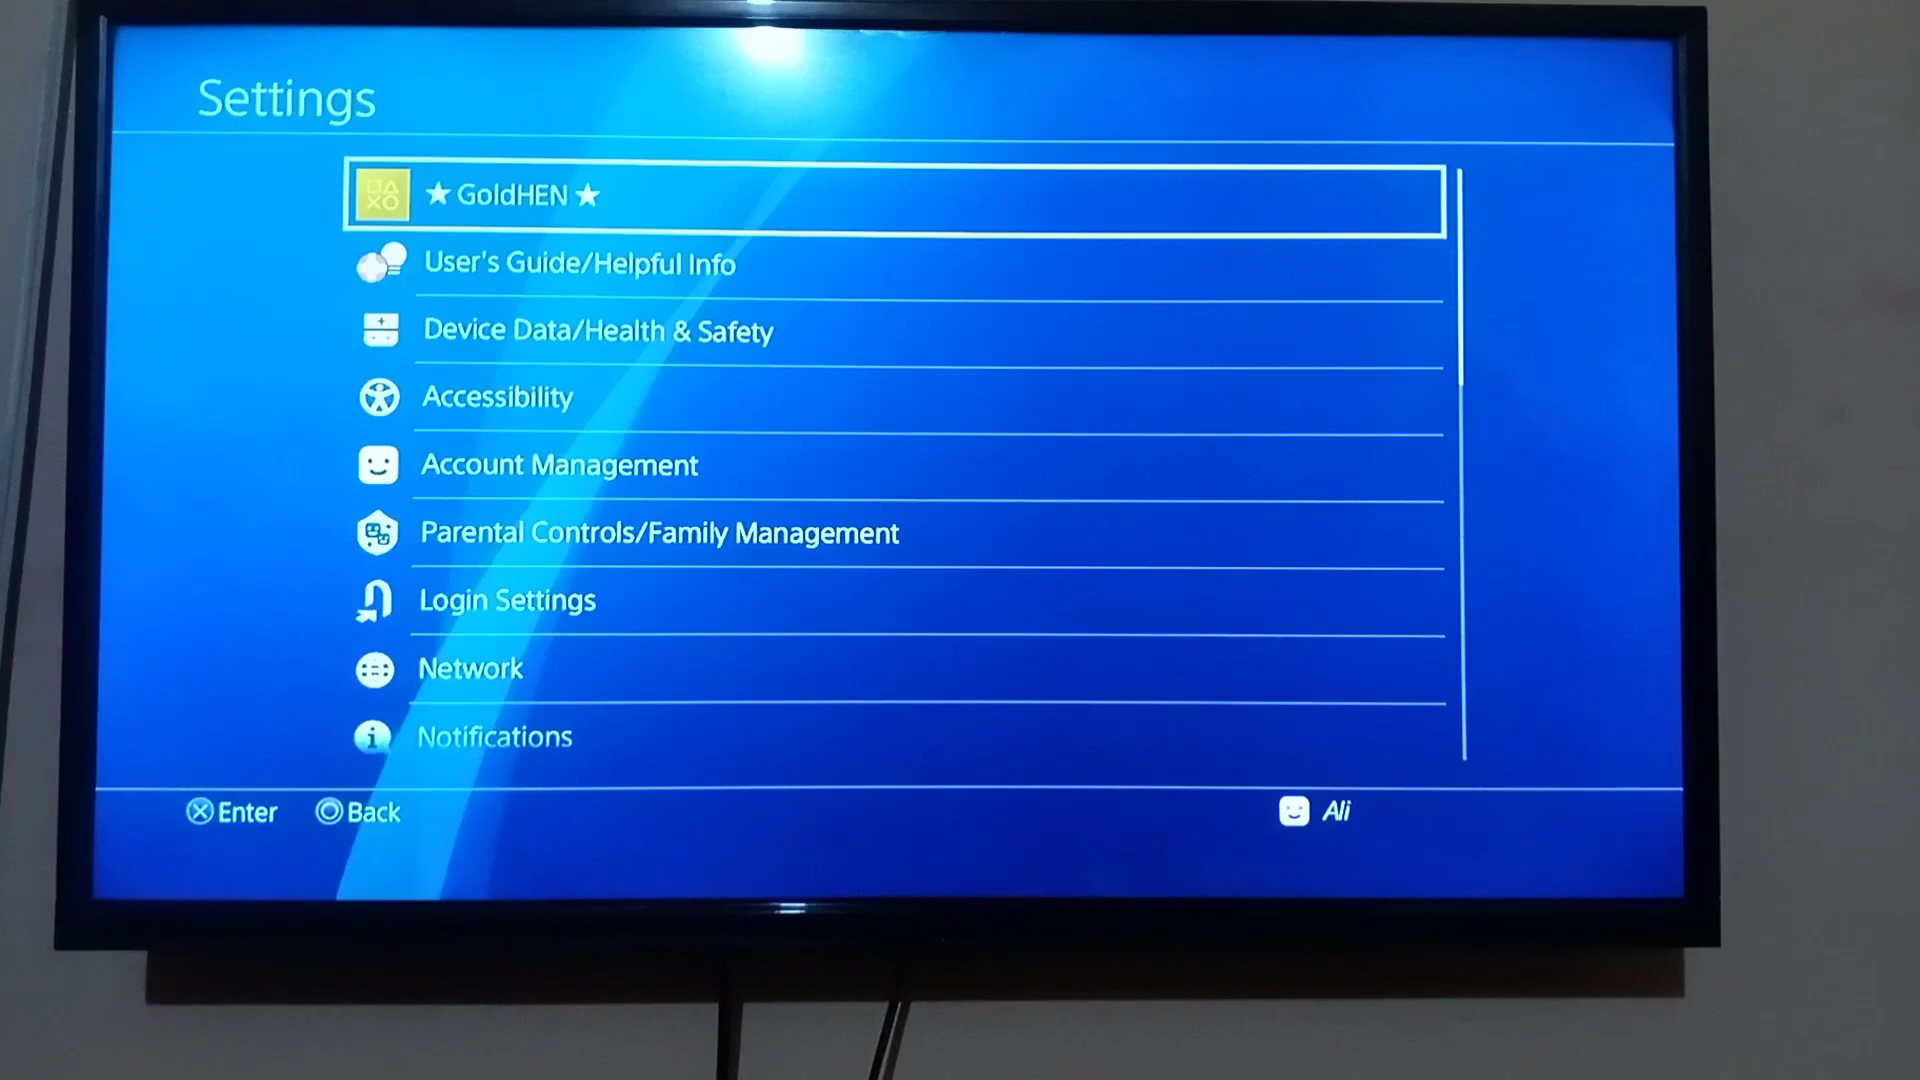 Settings
★ GoldHEN ★
User's Guide/Helpful Info
Device Data/Health & Safety
Accessibility
Account Management
Parental Controls/Family Management
Login Settings
Network
Notifications
Enter
Back
Ali